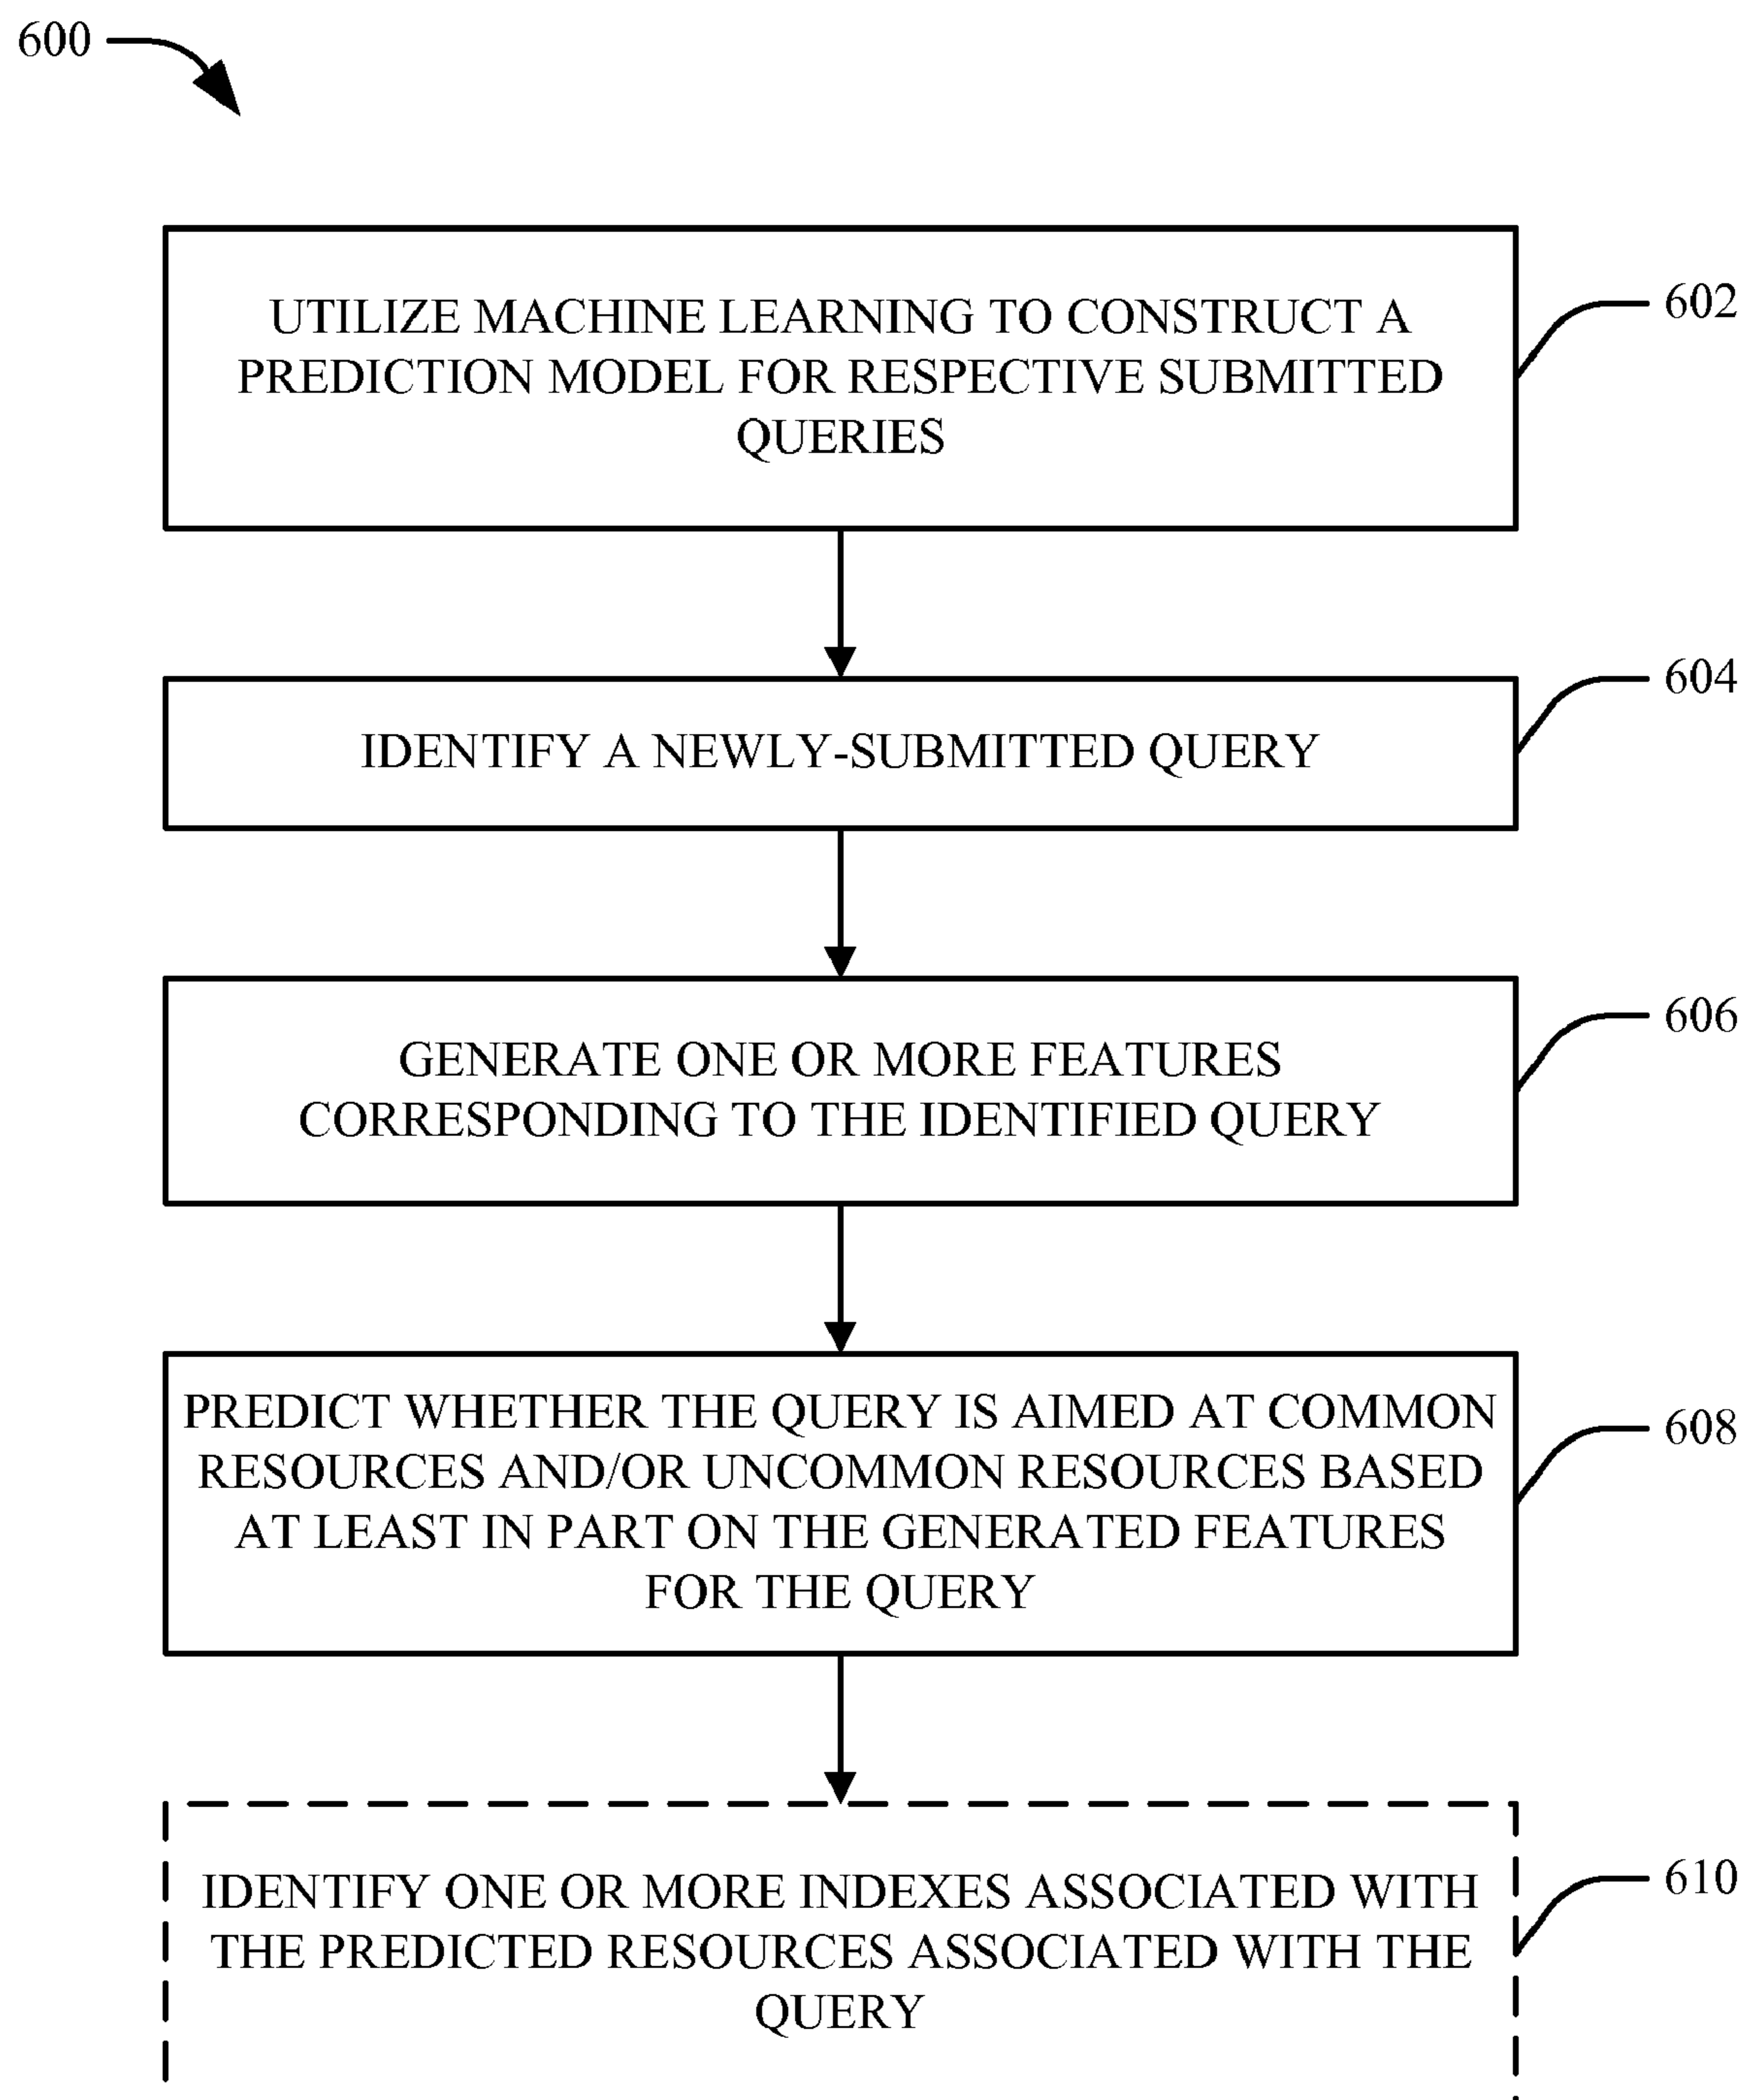 600
UTILIZE MACHINE LEARNING TO CONSTRUCT A
PREDICTION MODEL FOR RESPECTIVE SUBMITTED
QUERIES
602
IDENTIFY A NEWLY-SUBMITTED QUERY
604
GENERATE ONE OR MORE FEATURES
CORRESPONDING TO THE IDENTIFIED QUERY
606
PREDICT WHETHER THE QUERY IS AIMED AT COMMON
RESOURCES AND/OR UNCOMMON RESOURCES BASED
AT LEAST IN PART ON THE GENERATED FEATURES
FOR THE QUERY
608
IDENTIFY ONE OR MORE INDEXES ASSOCIATED WITH
THE PREDICTED RESOURCES ASSOCIATED WITH THE
QUERY
610